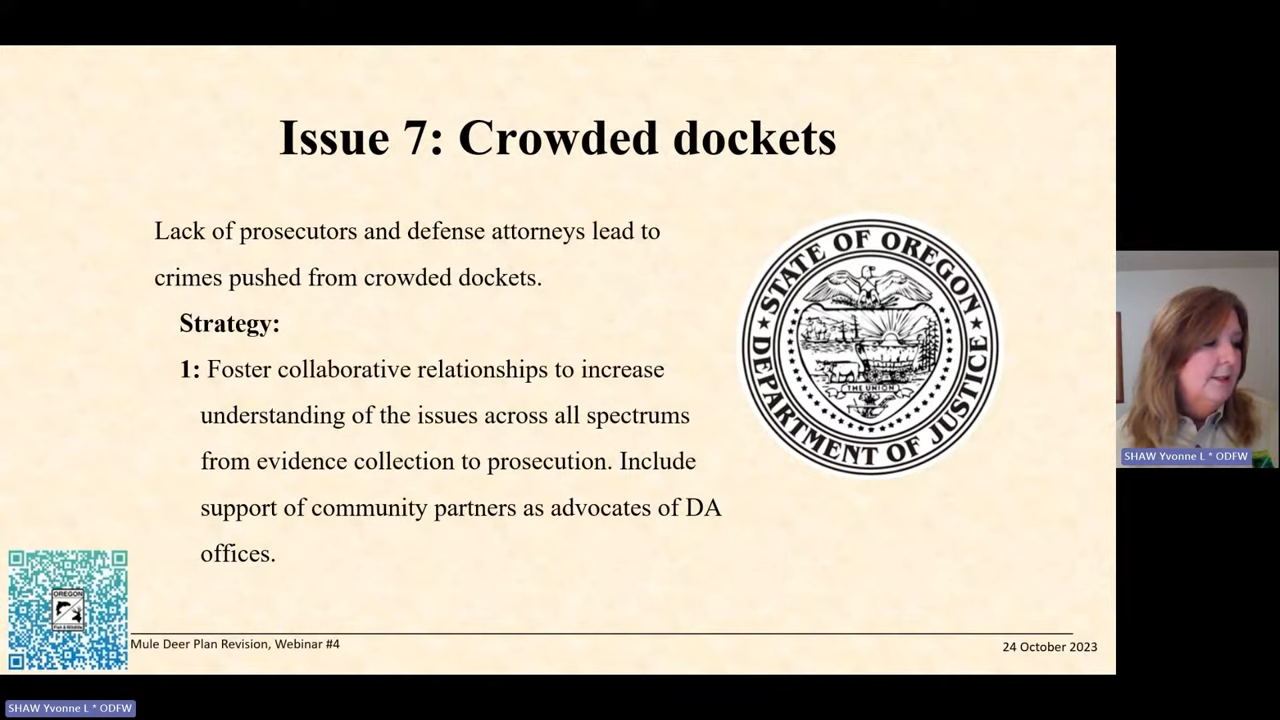 Issue 7: Crowded dockets
Lack of prosecutors and defense attorneys lead to
crimes pushed from crowded dockets.
Strategy:
1: Foster collaborative relationships to increase
understanding of the issues across all spectrums
from evidence collection to prosecution. Include
support of community partners as advocates of DA
offices.
STATE OF OREGON
THE UNION
DEPARTMENT OF JUSTICE
SHAW Yvonne L * ODFW
OREGON
Fish & Wildlife
Mule Deer Plan Revision, Webinar #4
24 October 2023
SHAW Yvonne L * ODFW